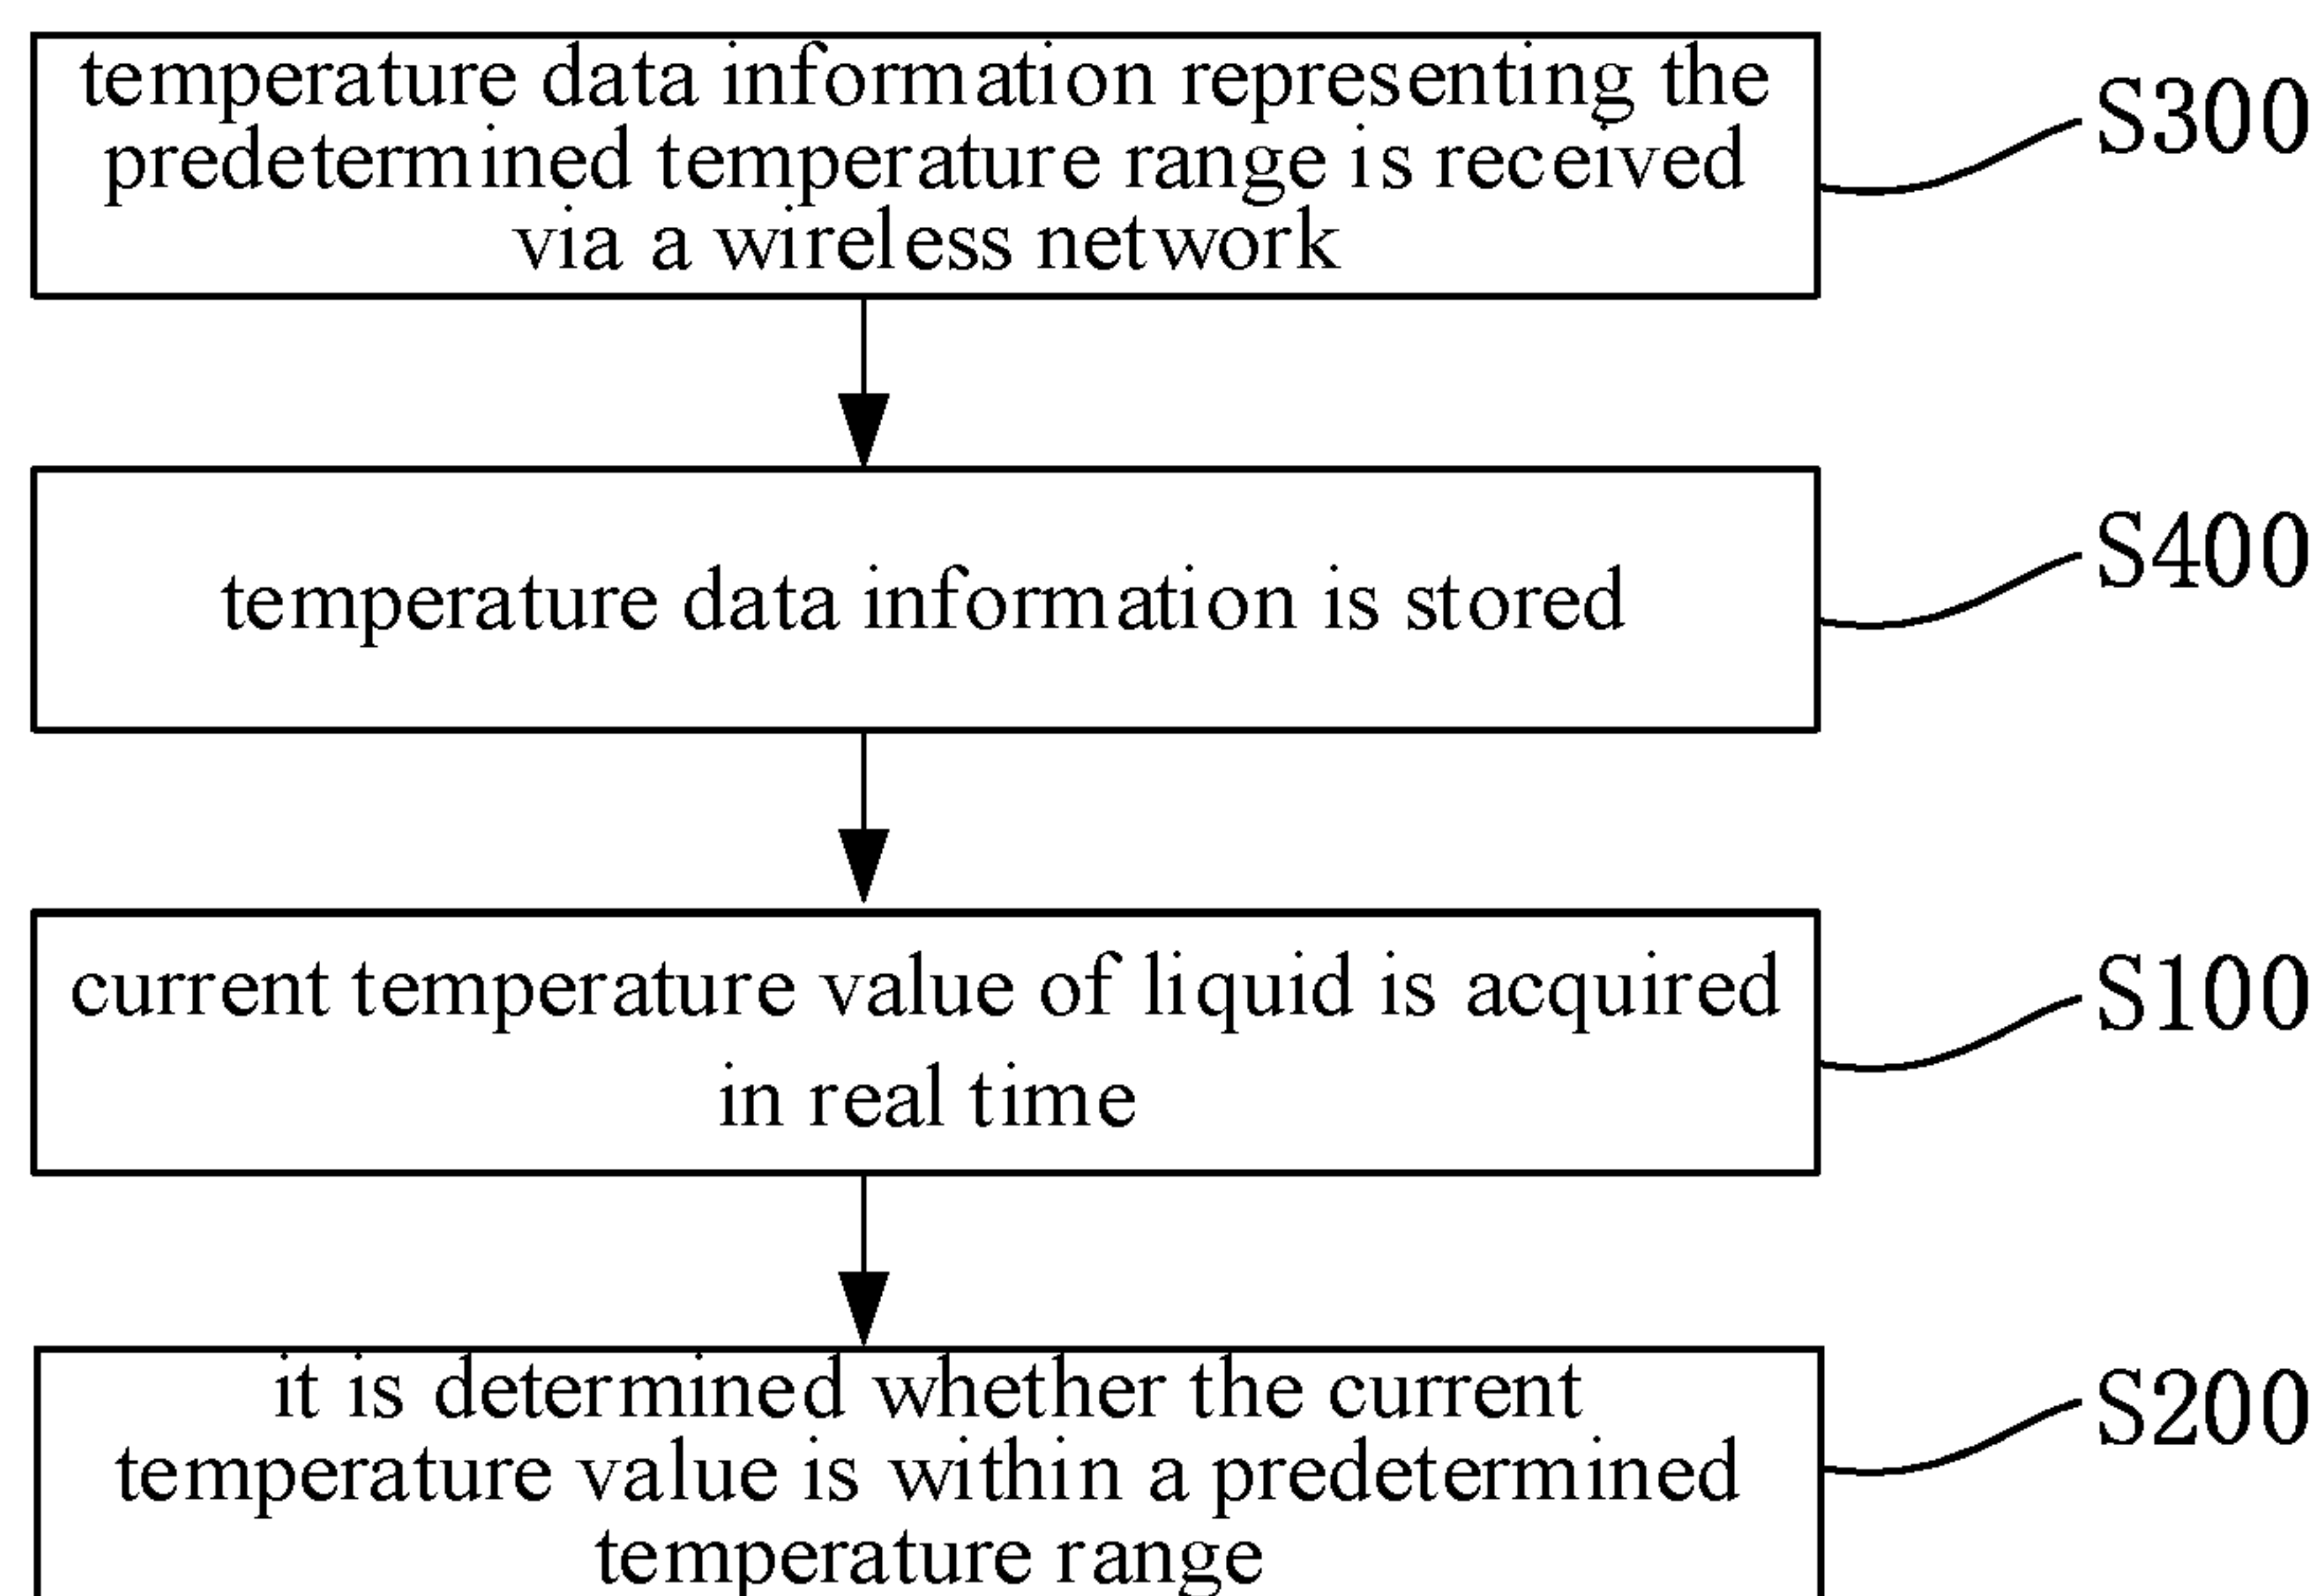 temperature data information representing the
predetermined temperature range is received
via a wireless network
S300
temperature data information is stored
S400
current temperature value of liquid is acquired
in real time
S100
it is determined whether the current
temperature value is within a predetermined
temperature range
S200